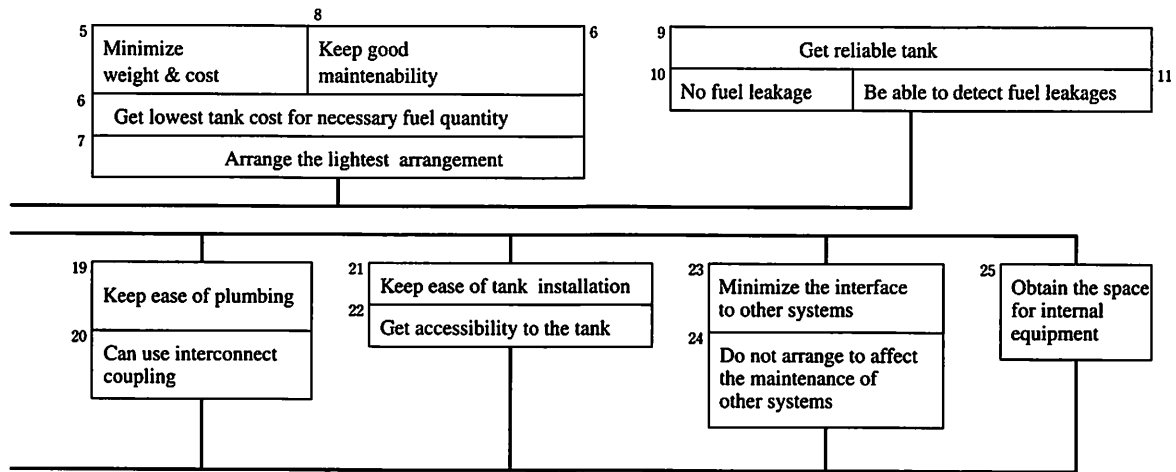 8
5
6
9
Minimize
weight & cost
Keep good
maintenability
Get reliable tank
10
11
No fuel leakage
Be able to detect fuel leakages
6
Get lowest tank cost for necessary fuel quantity
7
Arrange the lightest arrangement
19
Keep ease of plumbing
20
Can use interconnect
coupling
21
Keep ease of tank installation
22
Get accessibility to the tank
23
Minimize the interface
to other systems
24
Do not arrange to affect
the maintenance of
other systems
25
Obtain the space
for internal
equipment